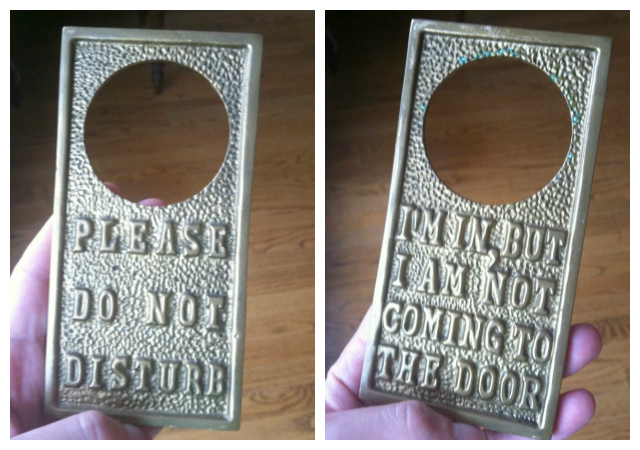 PLEASE
DO NOT
DISTURB
I'M IN, BUT
I AM NOT
COMING TO
THE DOOR